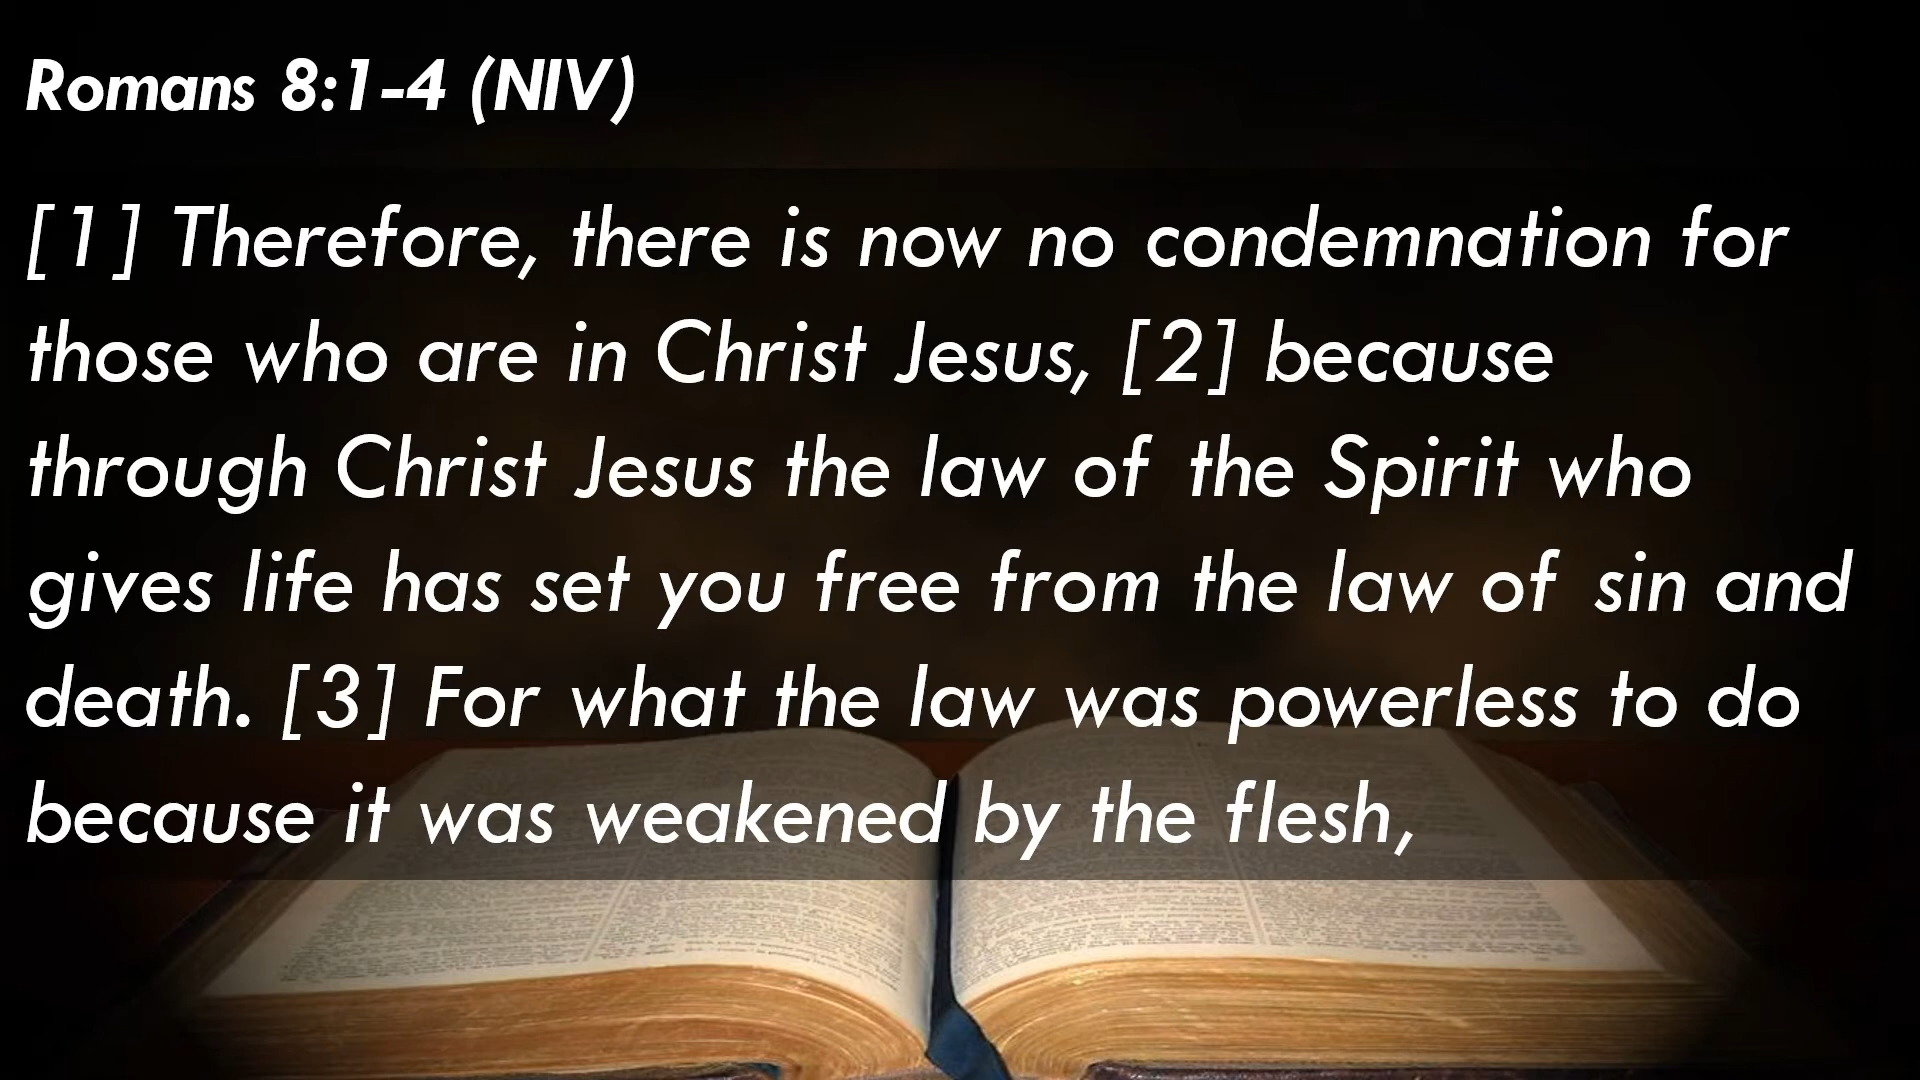 Romans 8:1-4 (NIV)
[1] Therefore, there is now no condemnation for
those who are in Christ Jesus, [2] because
through Christ Jesus the law of the Spirit who
gives life has set you free from the law of sin and
death. [3] For what the law was powerless to do
because it was weakened by the flesh,